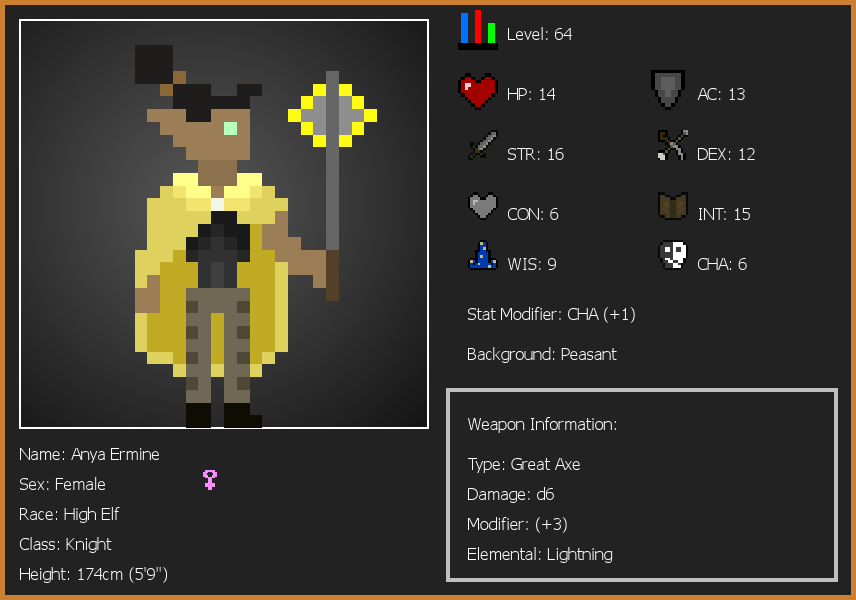 Level: 64
HP: 14
AC: 13
STR: 16
DEX: 12
CON: 6
INT: 15
WIS: 9
CHA: 6
Stat Modifier: CHA (+1)
Background: Peasant
Weapon Information:
Type: Great Axe
Damage: d6
Modifier: (+3)
Elemental: Lightning
Name: Anya Ermine
Sex: Female
Race: High Elf
Class: Knight
Height: 174cm (5'9")